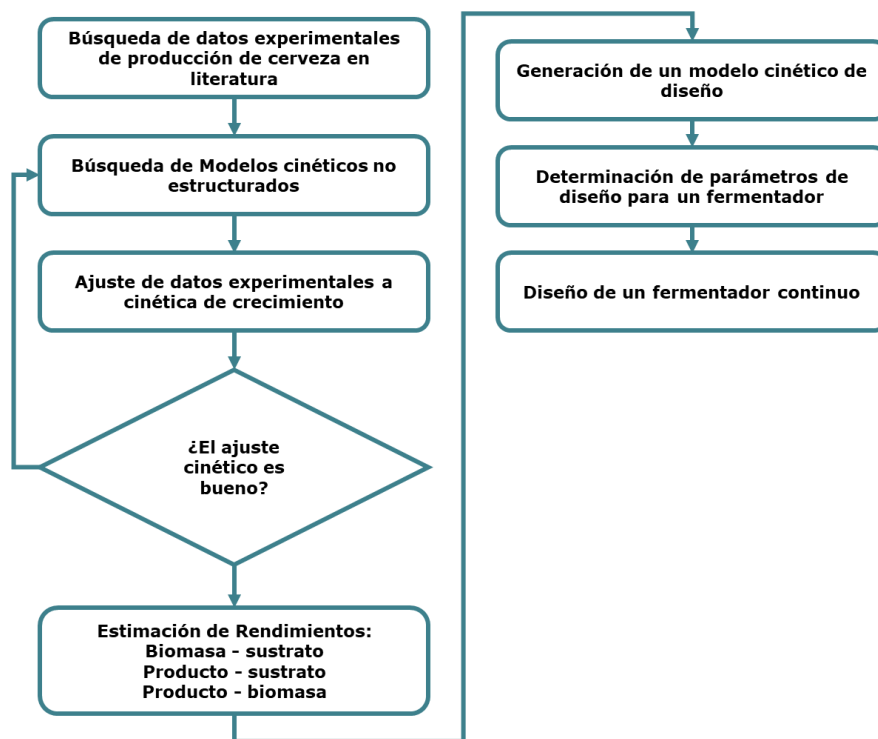 Búsqueda de datos experimentales
de producción de cerveza en
literatura
Búsqueda de Modelos cinéticos no
estructurados
Ajuste de datos experimentales a
cinética de crecimiento
¿El ajuste
cinético es
bueno?
Estimación de Rendimientos:
Biomasa - sustrato
Producto - sustrato
Producto - biomasa
Generación de un modelo cinético de
diseño
Determinación de parámetros de
diseño para un fermentador
Diseño de un fermentador continuo